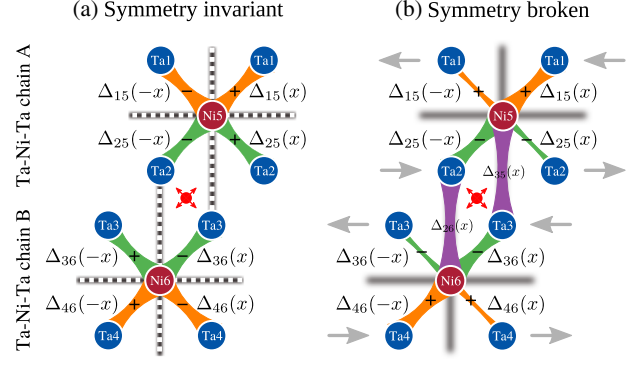 (a) Symmetry invariant
(b) Symmetry broken
Ta-Ni-Ta chain A
Ta-Ni-Ta chain B
Ta1 Ta1
Δ15(−x) − + Δ15(x)
Ni5
Δ25(−x) − + Δ25(x)
Ta2 Ta2
Ta3 Ta3
Δ36(−x) + − Δ36(x)
Ni6
Δ46(−x) + − Δ46(x)
Ta4 Ta4
Ta1 Ta1
Δ15(−x) + + Δ15(x)
Ni5
Δ25(−x) − − Δ25(x)
Δ35(x)
Ta2 Ta2
Ta3 Ta3
Δ26(x)
Δ36(−x) − − Δ36(x)
Ni6
Δ46(−x) + + Δ46(x)
Ta4 Ta4